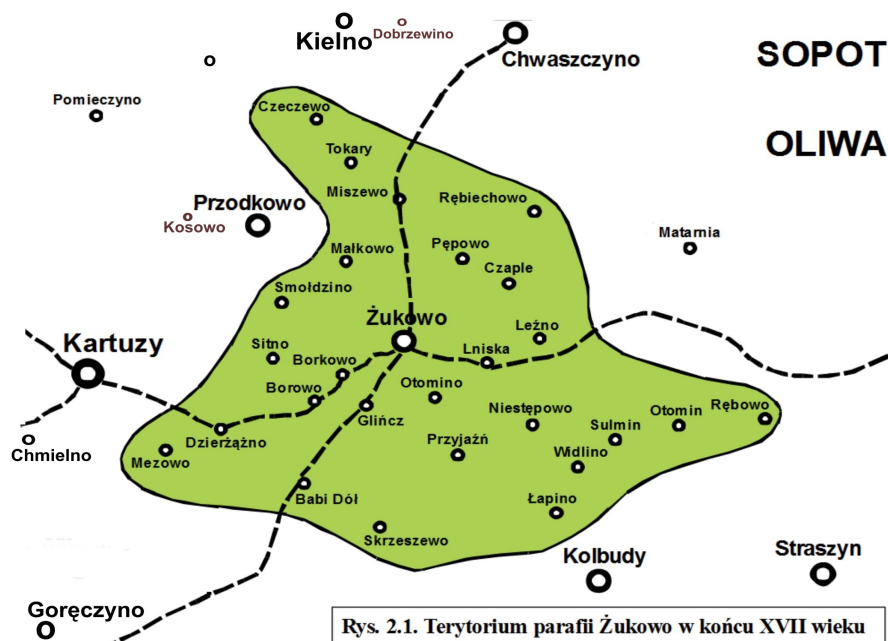 Kielno
Dobrzewino
Chwaszczyno
SOPOT
Pomieczyno
Czeczewo
OLIWA
Tokary
Miszewo
Rębiechowo
Przodkowo
Kosowo
Matarnia
Małkowo
Pępowo
Czaple
Smołdzino
Żukowo
Leźno
Kartuzy
Sitno
Borkowo
Lniska
Borowo
Otomino
Glińcz
Niestępowo
Sulmin
Otomin
Rębowo
Dzierżążno
Przyjaźń
Widlino
Chmielno
Mezowo
Babi Dół
Łapino
Skrzeszewo
Kolbudy
Straszyn
Goręczyno
Rys. 2.1. Terytorium parafii Żukowo w końcu XVII wieku